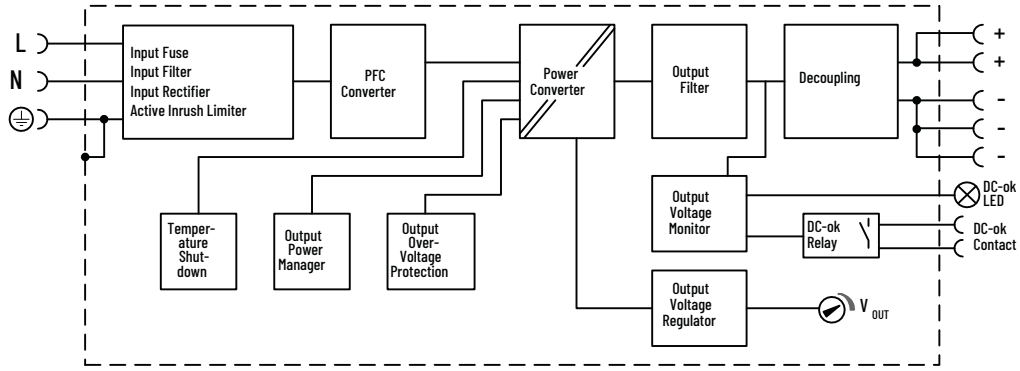 L
N
Input Fuse
Input Filter
Input Rectifier
Active Inrush Limiter
PFC
Converter
Power
Converter
Output
Filter
Decoupling
+
+
-
-
-
Temper-
ature
Shut-
down
Output
Power
Manager
Output
Over-
Voltage
Protection
Output
Voltage
Monitor
DC-ok
LED
DC-ok
Relay
DC-ok
Contact
Output
Voltage
Regulator
V OUT